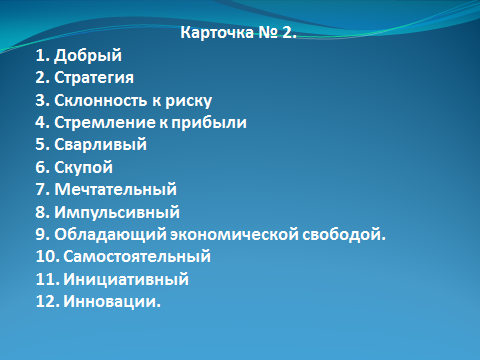 Карточка № 2.
1. Добрый
2. Стратегия
3. Склонность к риску
4. Стремление к прибыли
5. Сварливый
6. Скупой
7. Мечтательный
8. Импульсивный
9. Обладающий экономической свободой.
10. Самостоятельный
11. Инициативный
12. Инновации.